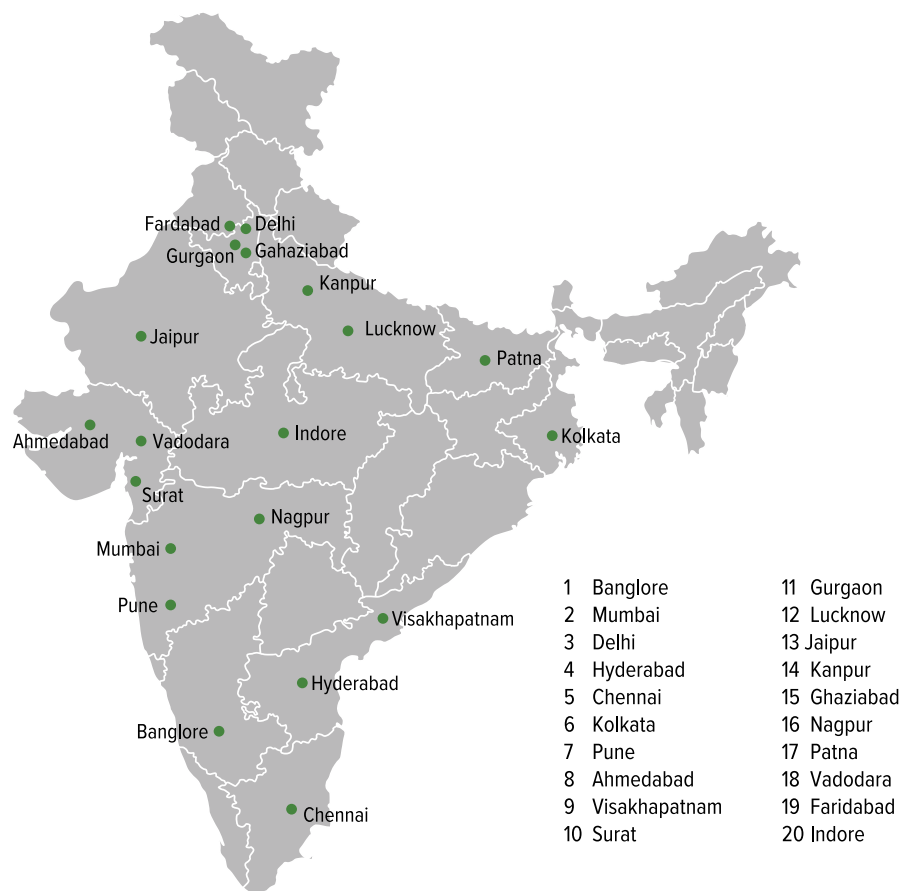 Fardabad
Delhi
Gurgaon
Gahaziabad
Kanpur
Lucknow
Jaipur
Patna
Ahmedabad
Vadodara
Indore
Kolkata
Surat
Nagpur
Mumbai
Pune
Visakhapatnam
Hyderabad
Banglore
Chennai
1 Banglore
2 Mumbai
3 Delhi
4 Hyderabad
5 Chennai
6 Kolkata
7 Pune
8 Ahmedabad
9 Visakhapatnam
10 Surat
11 Gurgaon
12 Lucknow
13 Jaipur
14 Kanpur
15 Ghaziabad
16 Nagpur
17 Patna
18 Vadodara
19 Faridabad
20 Indore